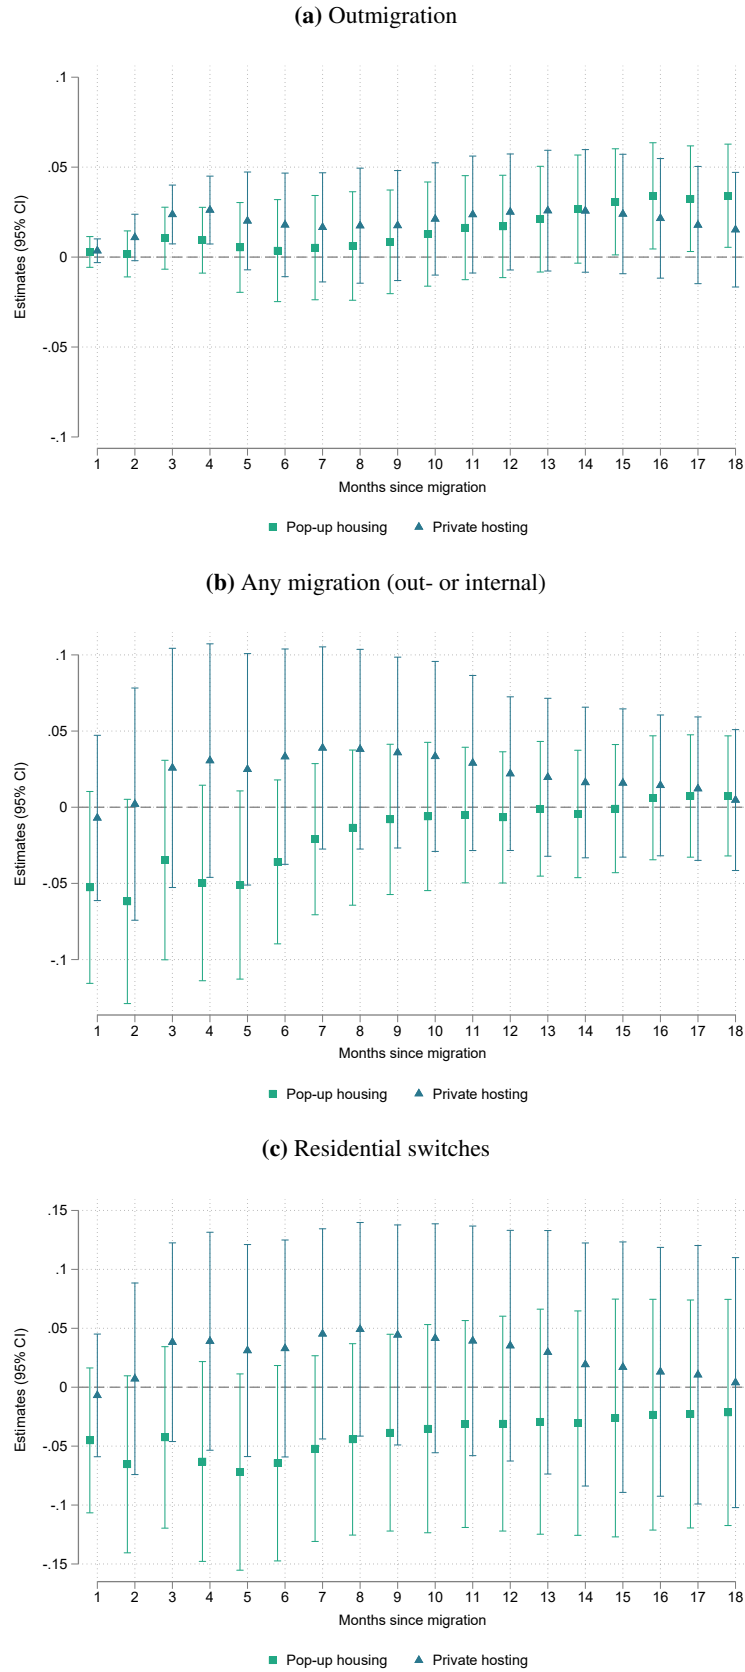 (a) Outmigration
.1
.05
0
-.05
-.1
Estimates (95% CI)
1 2 3 4 5 6 7 8 9 10 11 12 13 14 15 16 17 18
Months since migration
Pop-up housing Private hosting
(b) Any migration (out- or internal)
.1
.05
0
-.05
-.1
Estimates (95% CI)
1 2 3 4 5 6 7 8 9 10 11 12 13 14 15 16 17 18
Months since migration
Pop-up housing Private hosting
(c) Residential switches
.15
.1
.05
0
-.05
-.1
-.15
Estimates (95% CI)
1 2 3 4 5 6 7 8 9 10 11 12 13 14 15 16 17 18
Months since migration
Pop-up housing Private hosting